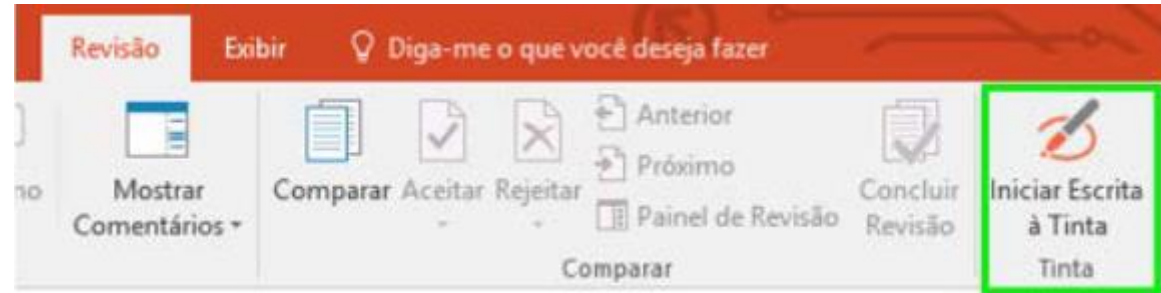 Revisão Exibir Diga-me o que você deseja fazer
Mostrar Comentários
Comparar Aceitar Rejeitar
Anterior
Próximo
Painel de Revisão
Concluir Revisão
Comparar
Iniciar Escrita à Tinta
Tinta